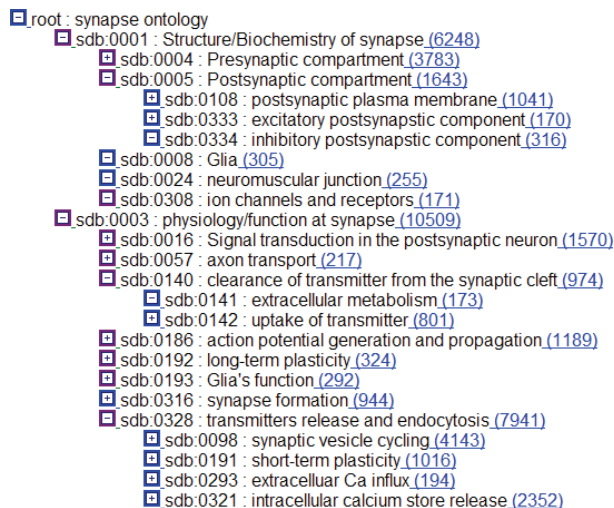 root : synapse ontology
sdb:0001 : Structure/Biochemistry of synapse (6248)
sdb:0004 : Presynaptic compartment (3783)
sdb:0005 : Postsynaptic compartment (1643)
sdb:0108 : postsynaptic plasma membrane (1041)
sdb:0333 : excitatory postsynapstic component (170)
sdb:0334 : inhibitory postsynapstic component (316)
sdb:0008 : Glia (305)
sdb:0024 : neuromuscular junction (255)
sdb:0308 : ion channels and receptors (171)
sdb:0003 : physiology/function at synapse (10509)
sdb:0016 : Signal transduction in the postsynaptic neuron (1570)
sdb:0057 : axon transport (217)
sdb:0140 : clearance of transmitter from the synaptic cleft (974)
sdb:0141 : extracellular metabolism (173)
sdb:0142 : uptake of transmitter (801)
sdb:0186 : action potential generation and propagation (1189)
sdb:0192 : long-term plasticity (324)
sdb:0193 : Glia's function (292)
sdb:0316 : synapse formation (944)
sdb:0328 : transmitters release and endocytosis (7941)
sdb:0098 : synaptic vesicle cycling (4143)
sdb:0191 : short-term plasticity (1016)
sdb:0293 : extracelluar Ca influx (194)
sdb:0321 : intracellular calcium store release (2352)